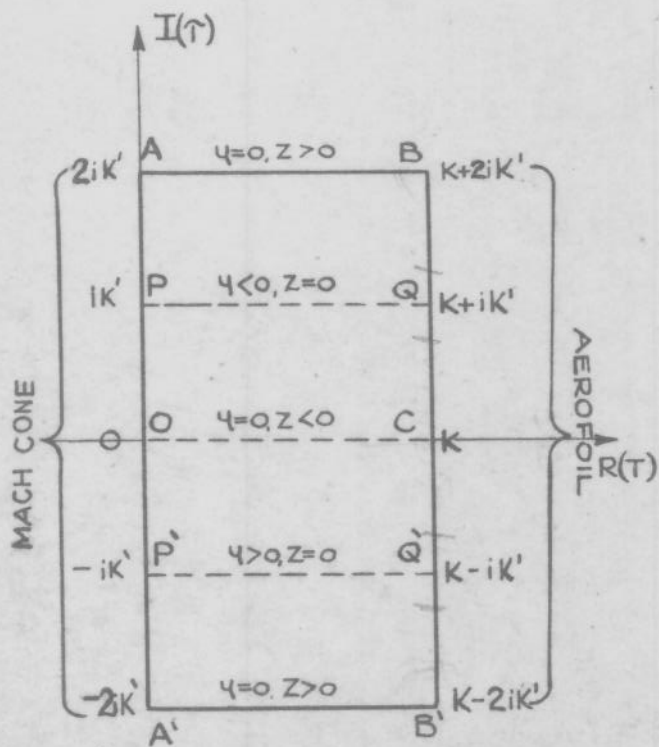 I(τ)
A y=0, z>0 B
2iK' K+2iK'
P y<0, z=0 Q
iK' K+iK'
O y=0, z<0 C
O K
R(τ)
MACH CONE
AEROFOIL
P' y>0, z=0 Q'
-iK' K-iK'
y=0, z>0
-2iK' K-2iK'
A' B'